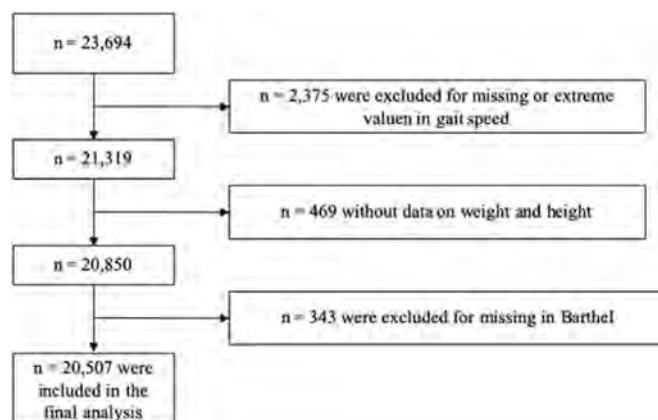 n = 23,694
n = 2,375 were excluded for missing or extreme
valuen in gait speed
n = 21,319
n = 469 without data on weight and height
n = 20,850
n = 343 were excluded for missing in Barthel
n = 20,507 were
included in the
final analysis